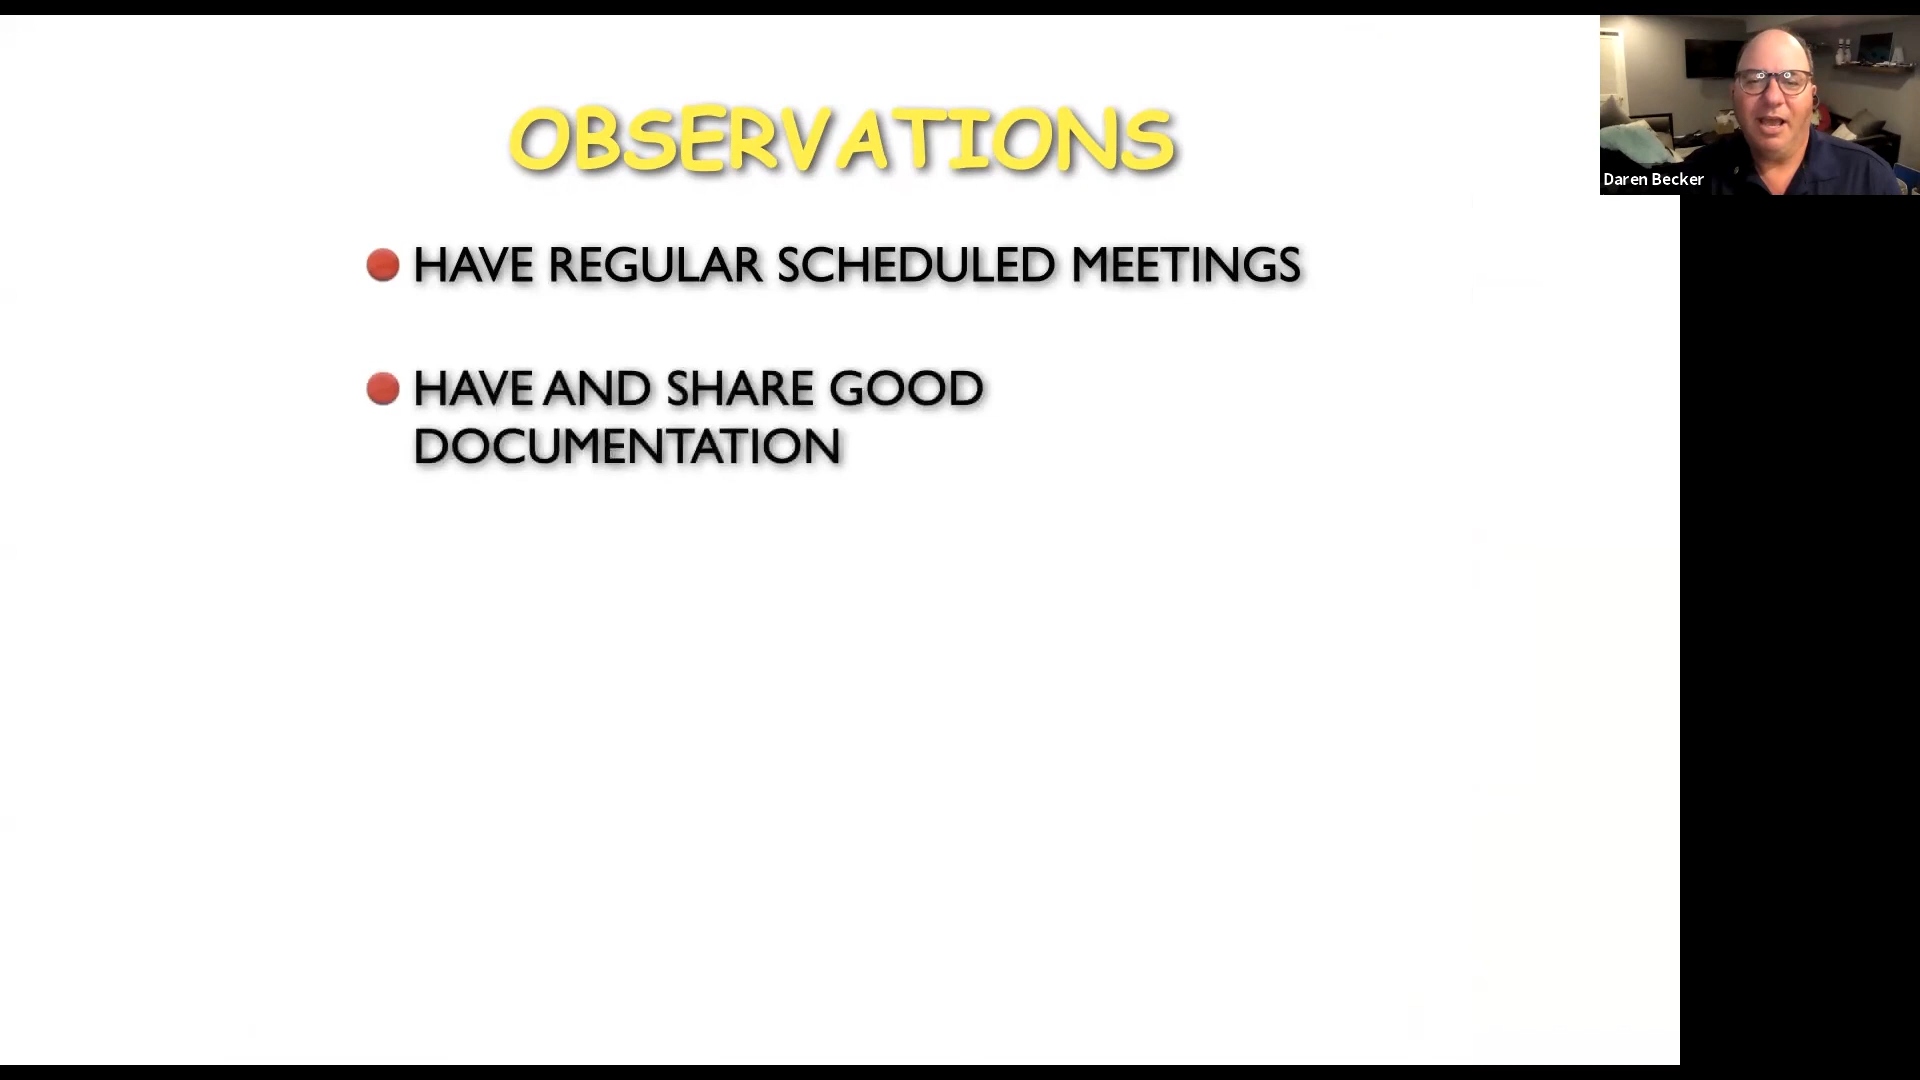 OBSERVATIONS
HAVE REGULAR SCHEDULED MEETINGS
HAVE AND SHARE GOOD
DOCUMENTATION
Daren Becker